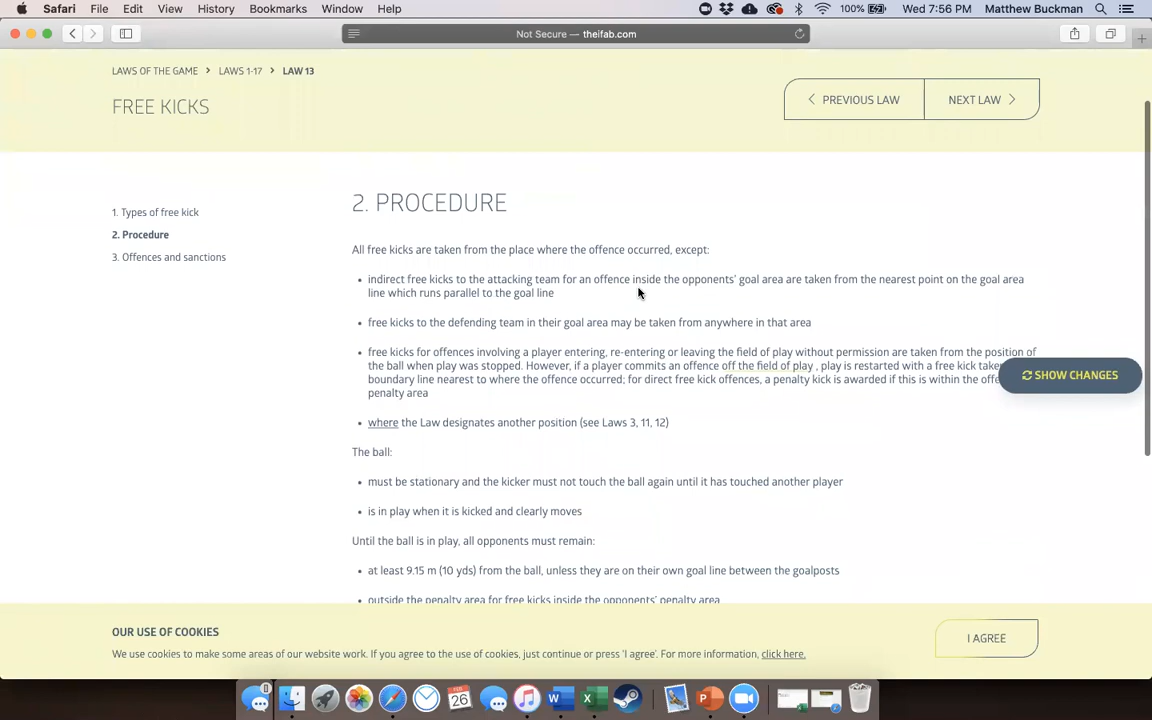 Safari File Edit View History Bookmarks Window Help 100% Wed 7:56 PM Matthew Buckman
Not Secure — theifab.com
LAWS OF THE GAME > LAWS 1-17 > LAW 13
FREE KICKS
< PREVIOUS LAW
NEXT LAW >
1. Types of free kick
2. Procedure
3. Offences and sanctions
2. PROCEDURE
All free kicks are taken from the place where the offence occurred, except:
• indirect free kicks to the attacking team for an offence inside the opponents' goal area are taken from the nearest point on the goal area
line which runs parallel to the goal line
• free kicks to the defending team in their goal area may be taken from anywhere in that area
• free kicks for offences involving a player entering, re-entering or leaving the field of play without permission are taken from the position of
the ball when play was stopped. However, if a player commits an offence off the field of play , play is restarted with a free kick
boundary line nearest to where the offence occurred; for direct free kick offences, a penalty kick is awarded if this is within the
penalty area
• where the Law designates another position (see Laws 3, 11, 12)
The ball:
• must be stationary and the kicker must not touch the ball again until it has touched another player
• is in play when it is kicked and clearly moves
Until the ball is in play, all opponents must remain:
• at least 9.15 m (10 yds) from the ball, unless they are on their own goal line between the goalposts
• outside the penalty area for free kicks inside the opponents' penalty area
SHOW CHANGES
OUR USE OF COOKIES
We use cookies to make some areas of our website work. If you agree to the use of cookies, just continue or press 'I agree'. For more information, click here.
I AGREE
FEB
26